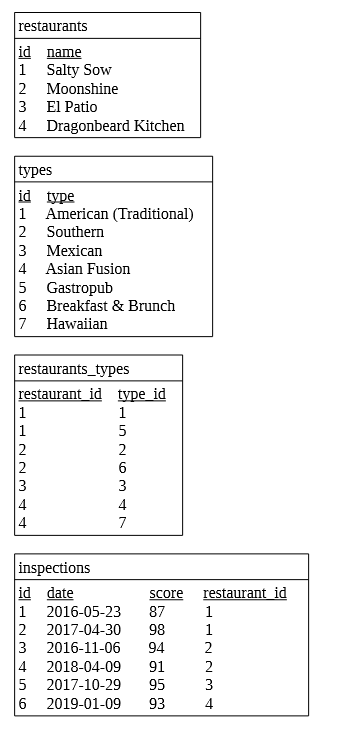 restaurants
id name
1 Salty Sow
2 Moonshine
3 El Patio
4 Dragonbeard Kitchen
types
id type
1 American (Traditional)
2 Southern
3 Mexican
4 Asian Fusion
5 Gastropub
6 Breakfast & Brunch
7 Hawaiian
restaurants_types
restaurant_id type_id
1 1
1 5
2 2
2 6
3 3
4 4
4 7
inspections
id date score restaurant_id
1 2016-05-23 87 1
2 2017-04-30 98 1
3 2016-11-06 94 2
4 2018-04-09 91 2
5 2017-10-29 95 3
6 2019-01-09 93 4